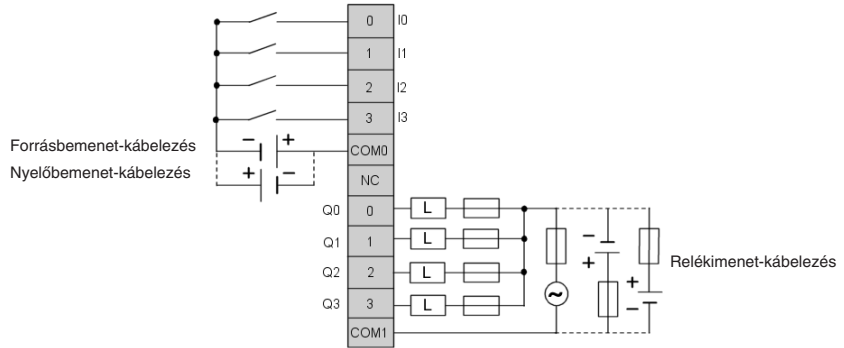 0 I0
1 I1
2 I2
3 I3
Forrásbemenet-kábelezés − + COM0
Nyelőbemenet-kábelezés + −
NC
Q0 0 L
Q1 1 L
Q2 2 L
Q3 3 L
− + ~ + −
Relékimenet-kábelezés
COM1